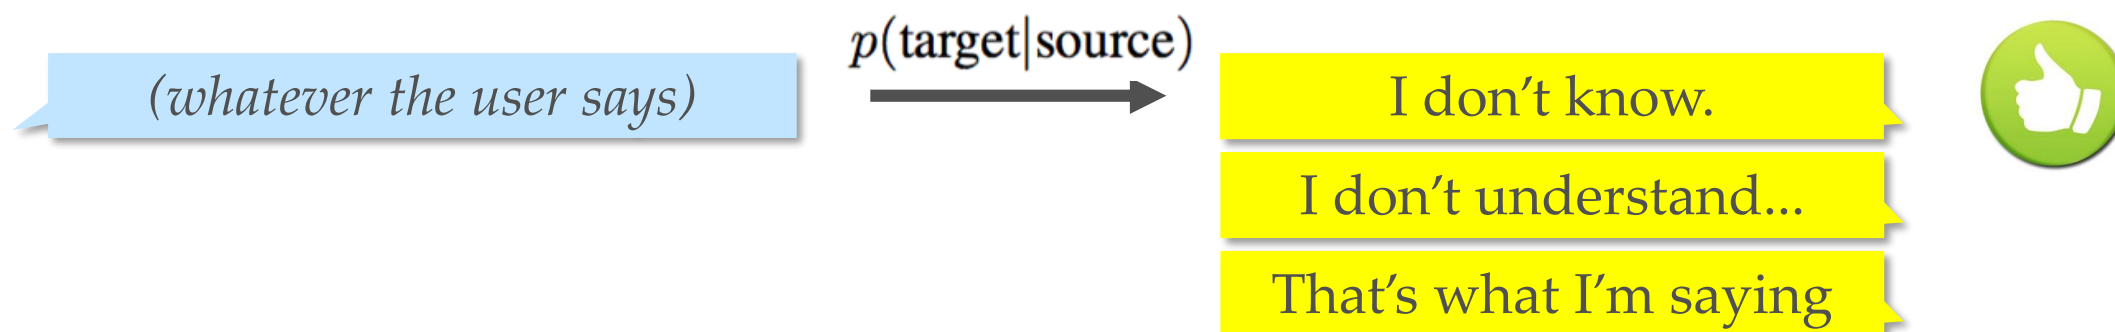 p(target|source)
(whatever the user says)
I don't know.
I don't understand...
That's what I'm saying